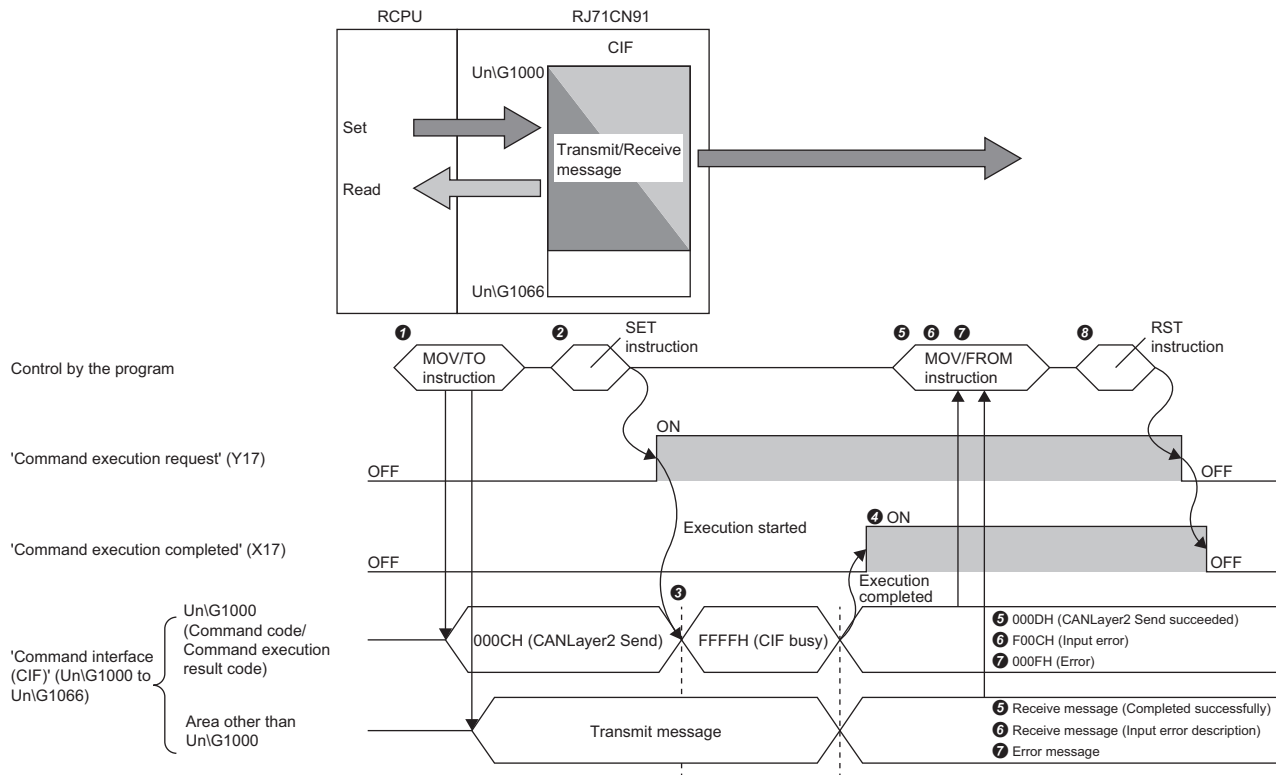 RCPU
RJ71CN91
CIF
Un\G1000
Set
Transmit/Receive
message
Read
Un\G1066
❶
❷
SET
instruction
❺ ❻ ❼
❽
RST
instruction
Control by the program
MOV/TO
instruction
MOV/FROM
instruction
ON
'Command execution request' (Y17)
OFF
OFF
Execution started
❹ ON
'Command execution completed' (X17)
OFF
OFF
Execution
completed
❸
Un\G1000
(Command code/
Command execution
result code)
000CH (CANLayer2 Send)
FFFFH (CIF busy)
❺ 000DH (CANLayer2 Send succeeded)
❻ F00CH (Input error)
❼ 000FH (Error)
'Command interface
(CIF)' (Un\G1000 to
Un\G1066)
Area other than
Un\G1000
Transmit message
❺ Receive message (Completed successfully)
❻ Receive message (Input error description)
❼ Error message